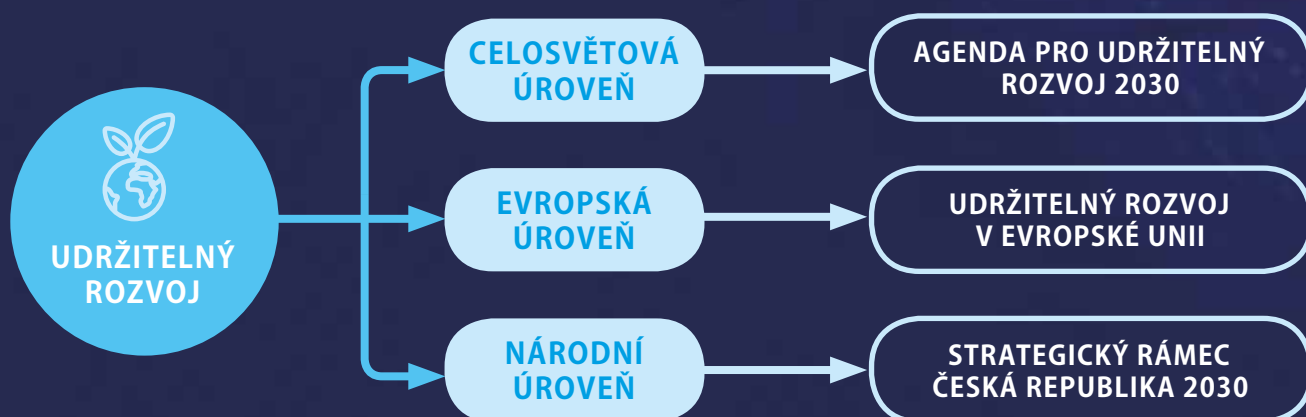 UDRŽITELNÝ
ROZVOJ
CELOSVĚTOVÁ
ÚROVEŇ
AGENDA PRO UDRŽITELNÝ
ROZVOJ 2030
EVROPSKÁ
ÚROVEŇ
UDRŽITELNÝ ROZVOJ
V EVROPSKÉ UNII
NÁRODNÍ
ÚROVEŇ
STRATEGICKÝ RÁMEC
ČESKÁ REPUBLIKA 2030